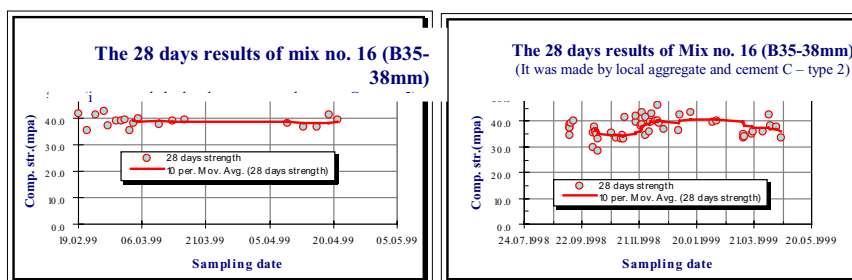 The 28 days results of mix no. 16 (B35-
38mm)
40.0
30.0
20.0
10.0
0.0
Comp. str.(mpa)
28 days strength
10 per. Mov. Avg. (28 days strength)
19.02.99
06.03.99
21.03.99
05.04.99
20.04.99
05.05.99
Sampling date
The 28 days results of Mix no. 16 (B35-38mm)
(It was made by local aggregate and cement C – type 2)
40.0
30.0
20.0
10.0
0.0
Comp. str.(mpa)
28 days strength
10 per. Mov. Avg. (28 days strength)
24.07.1998
22.09.1998
21.11.1998
20.01.1999
21.03.1999
20.05.1999
Sampling date